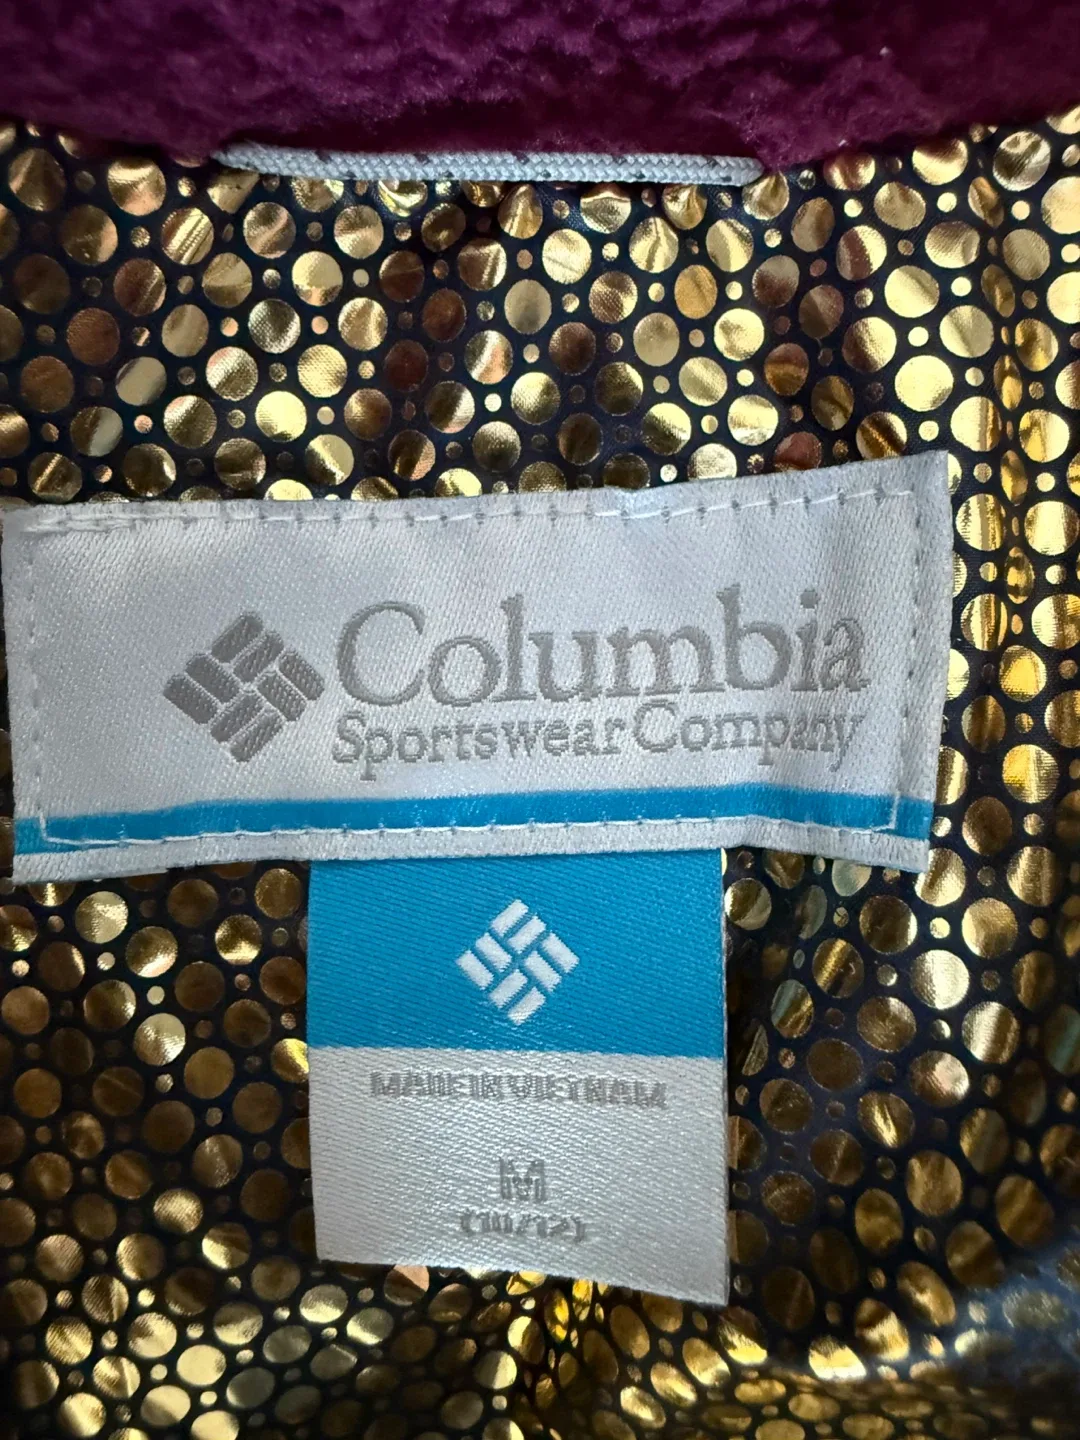 Columbia
Sportswear Company
MADE IN VIETNAM
M
(10/12)